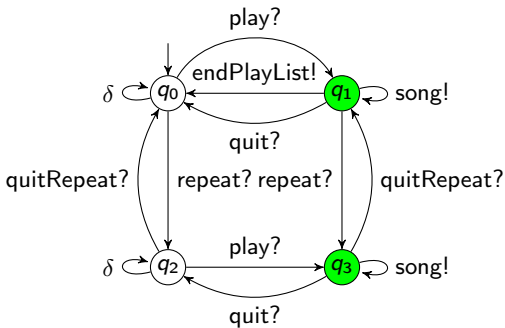 play?
endPlayList!
δ q₀ q₁ song!
quit?
quitRepeat? repeat? repeat? quitRepeat?
play?
δ q₂ q₃ song!
quit?